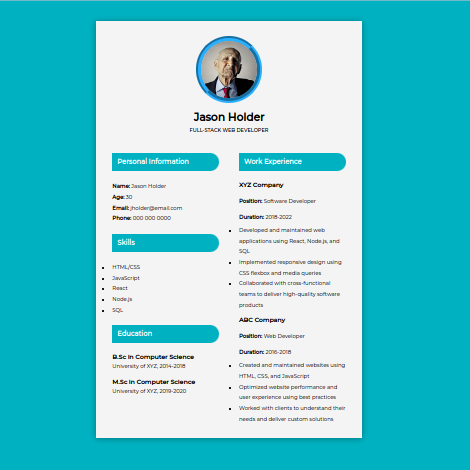 Jason Holder
FULL-STACK WEB DEVELOPER
Personal Information
Name: Jason Holder
Age: 30
Email: jholder@email.com
Phone: 000 000 0000
Skills
HTML/CSS
JavaScript
React
Node.js
SQL
Education
B.Sc in Computer Science
University of XYZ, 2014-2018
M.Sc in Computer Science
University of XYZ, 2019-2020
Work Experience
XYZ Company
Position: Software Developer
Duration: 2018-2022
Developed and maintained web
applications using React, Node.js, and
SQL
Implemented responsive design using
CSS flexbox and media queries
Collaborated with cross-functional
teams to deliver high-quality software
products
ABC Company
Position: Web Developer
Duration: 2016-2018
Created and maintained websites using
HTML, CSS, and JavaScript
Optimized website performance and
user experience using best practices
Worked with clients to understand their
needs and deliver custom solutions